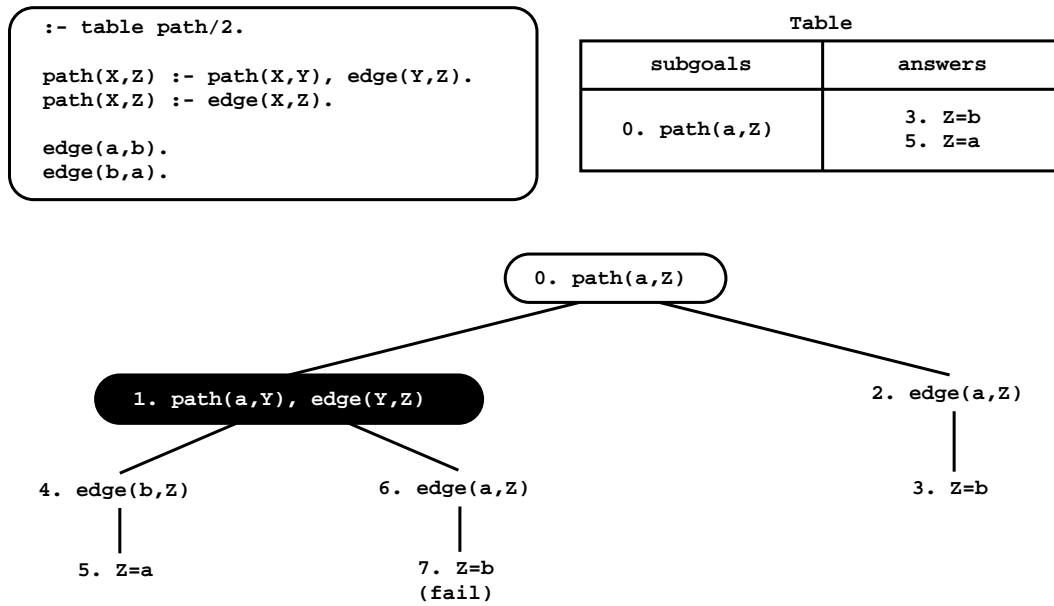 :- table path/2.
path(X,Z) :- path(X,Y), edge(Y,Z).
path(X,Z) :- edge(X,Z).
edge(a,b).
edge(b,a).
Table
subgoals answers
0. path(a,Z)
3. Z=b
5. Z=a
0. path(a,Z)
1. path(a,Y), edge(Y,Z)
2. edge(a,Z)
4. edge(b,Z)
6. edge(a,Z)
3. Z=b
5. Z=a
7. Z=b
(fail)